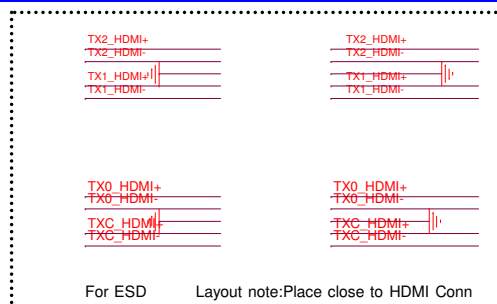 TX2_HDMI+ TX2_HDMI+
TX2_HDMI- TX2_HDMI-
TX1_HDMI+ TX1_HDMI+
TX1_HDMI- TX1_HDMI-
TX0_HDMI+ TX0_HDMI+
TX0_HDMI- TX0_HDMI-
TXC_HDMI+ TXC_HDMI+
TXC_HDMI- TXC_HDMI-
For ESD Layout note:Place close to HDMI Conn